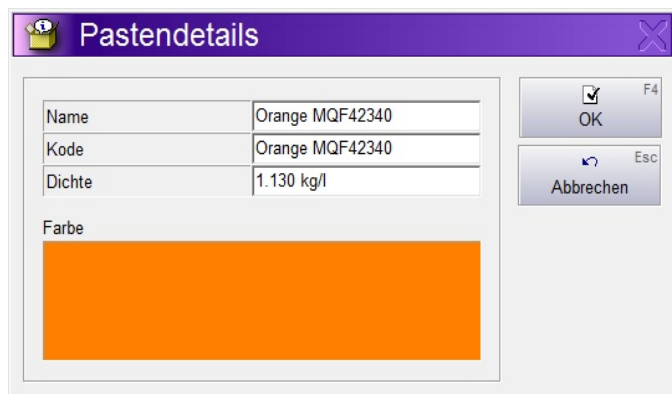 Pastendetails
Name Orange MQF42340
Kode Orange MQF42340
Dichte 1.130 kg/l
Farbe
F4
OK
Esc
Abbrechen